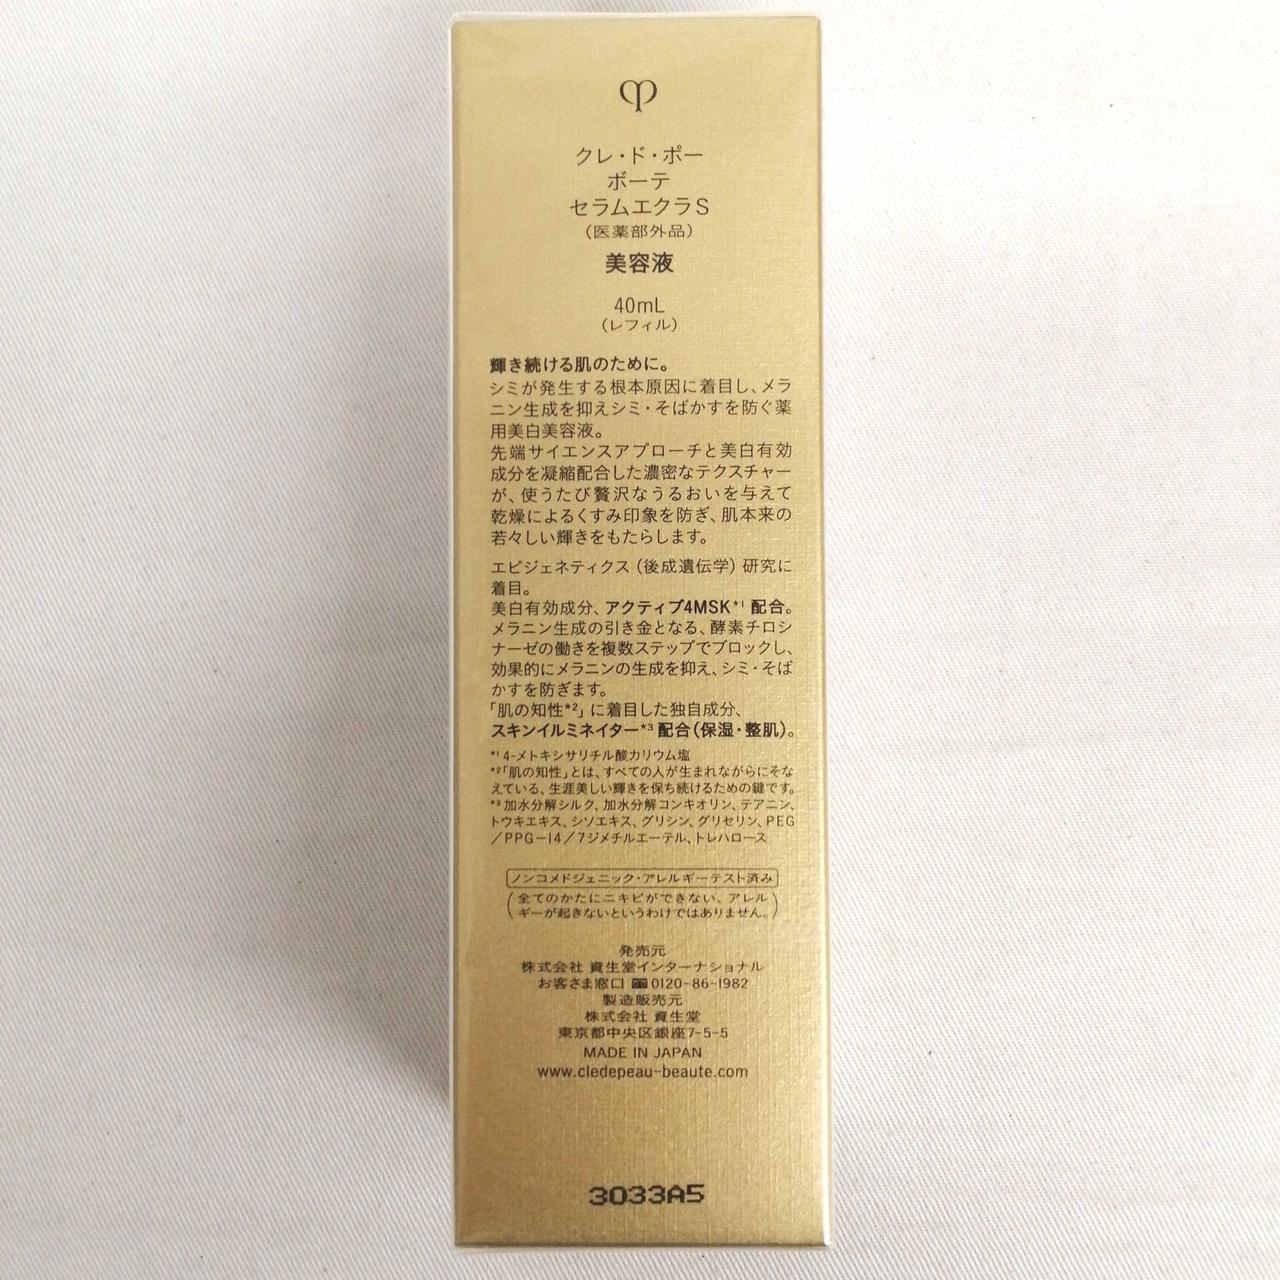 クレ・ド・ポー
ボーテ
セラムエクラS
(医薬部外品)
美容液
40mL
(レフィル)
輝き続ける肌のために。
シミが発生する根本原因に着目し、メラ
ニン生成を抑えシミ・そばかすを防ぐ薬
用美白美容液。
先端サイエンスアプローチと美白有効
成分を凝縮配合した濃密なテクスチャー
が、使うたび贅沢なうるおいを与えて
乾燥によるくすみ印象を防ぎ、肌本来の
若々しい輝きをもたらします。
エピジェネティクス(後成遺伝学)研究に
着目。
美白有効成分、アクティブ4MSK*1 配合。
メラニン生成の引き金となる、酵素チロシ
ナーゼの働きを複数ステップでブロックし、
効果的にメラニンの生成を抑え、シミ・そば
かすを防ぎます。
「肌の知性*2」に着目した独自成分、
スキンイルミネイター*3 配合(保湿・整肌)。
*1 4-メトキシサリチル酸カリウム塩
*2「肌の知性」とは、すべての人が生まれながらにそな
えている、生涯美しい輝きを保ち続けるための鍵です。
*3 加水分解シルク、加水分解コンキオリン、テアニン、
トウキエキス、シソエキス、グリシン、グリセリン、PEG
/PPG-14/7ジメチルエーテル、トレハロース
ノンコメドジェニック・アレルギーテスト済み
(全てのかたにニキビができない、アレル
ギーが起きないというわけではありません。)
発売元
株式会社 資生堂インターナショナル
お客さま窓口 0120-86-1982
製造販売元
株式会社 資生堂
東京都中央区銀座7-5-5
MADE IN JAPAN
www.cledepeau-beaute.com
3033A5